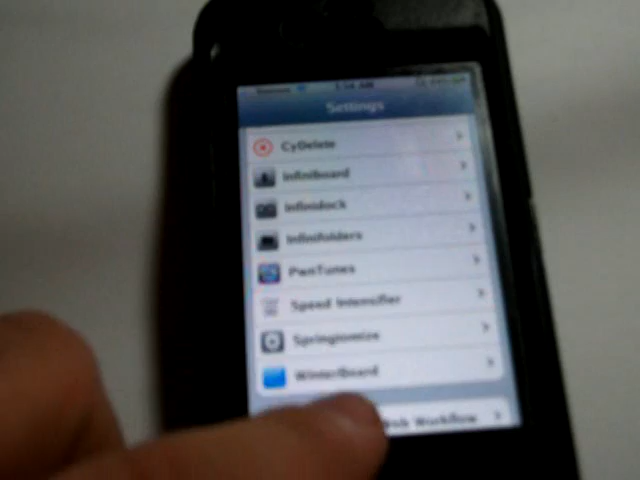 Settings
CyDelete
Infiniboard
Infinidock
Infinifolders
PwnTunes
Speed Intensifier
Springtomize
WinterBoard
Workflow